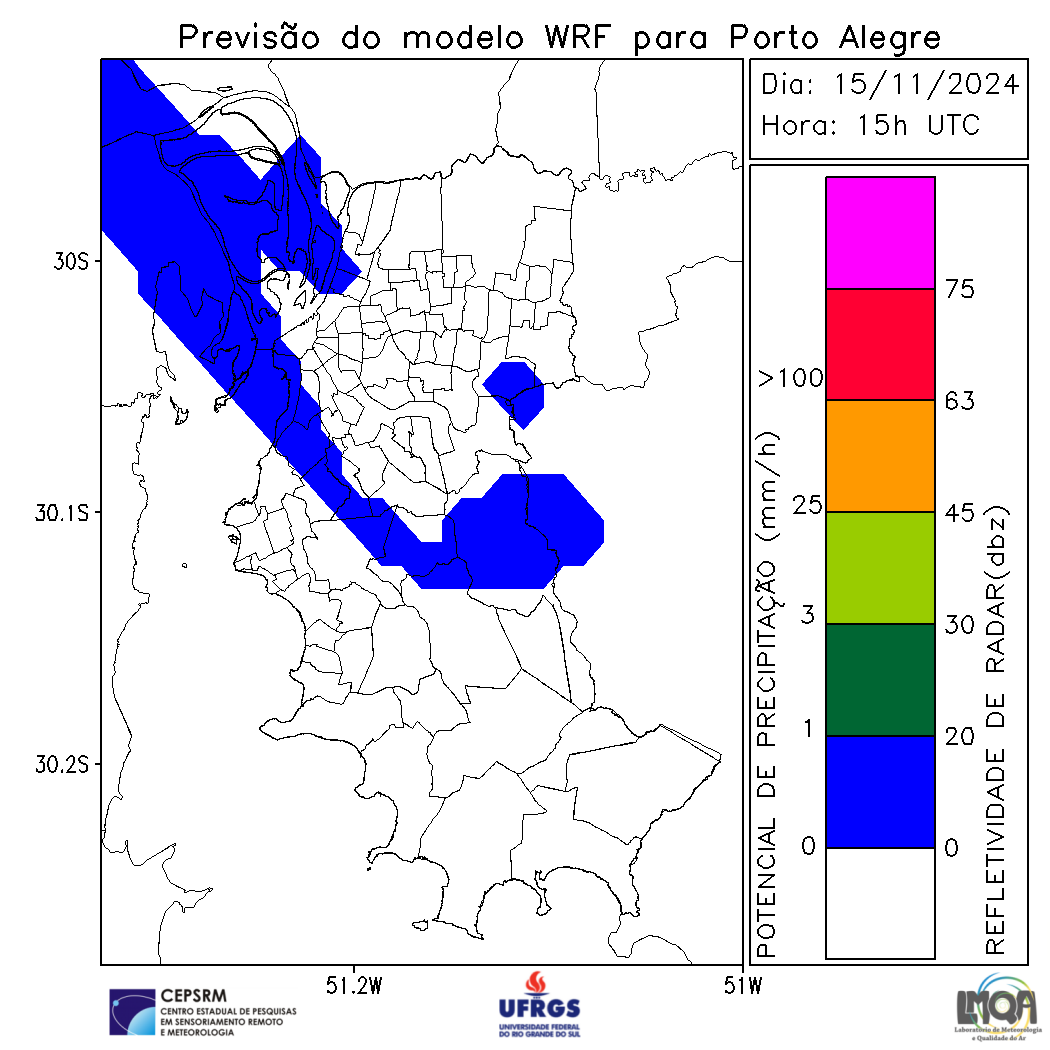 Previsão do modelo WRF para Porto Alegre
Dia: 15/11/2024
Hora: 15h UTC
30S
30.1S
30.2S
51.2W
51W
POTENCIAL DE PRECIPITAÇÃO (mm/h)
>100
25
3
1
0
75
63
45
30
20
0
REFLETIVIDADE DE RADAR(dbz)
CEPSRM
CENTRO ESTADUAL DE PESQUISAS
EM SENSORIAMENTO REMOTO
E METEOROLOGIA
UFRGS
UNIVERSIDADE FEDERAL
DO RIO GRANDE DO SUL
LMQA
Laboratório de Meteorologia
e Qualidade do Ar